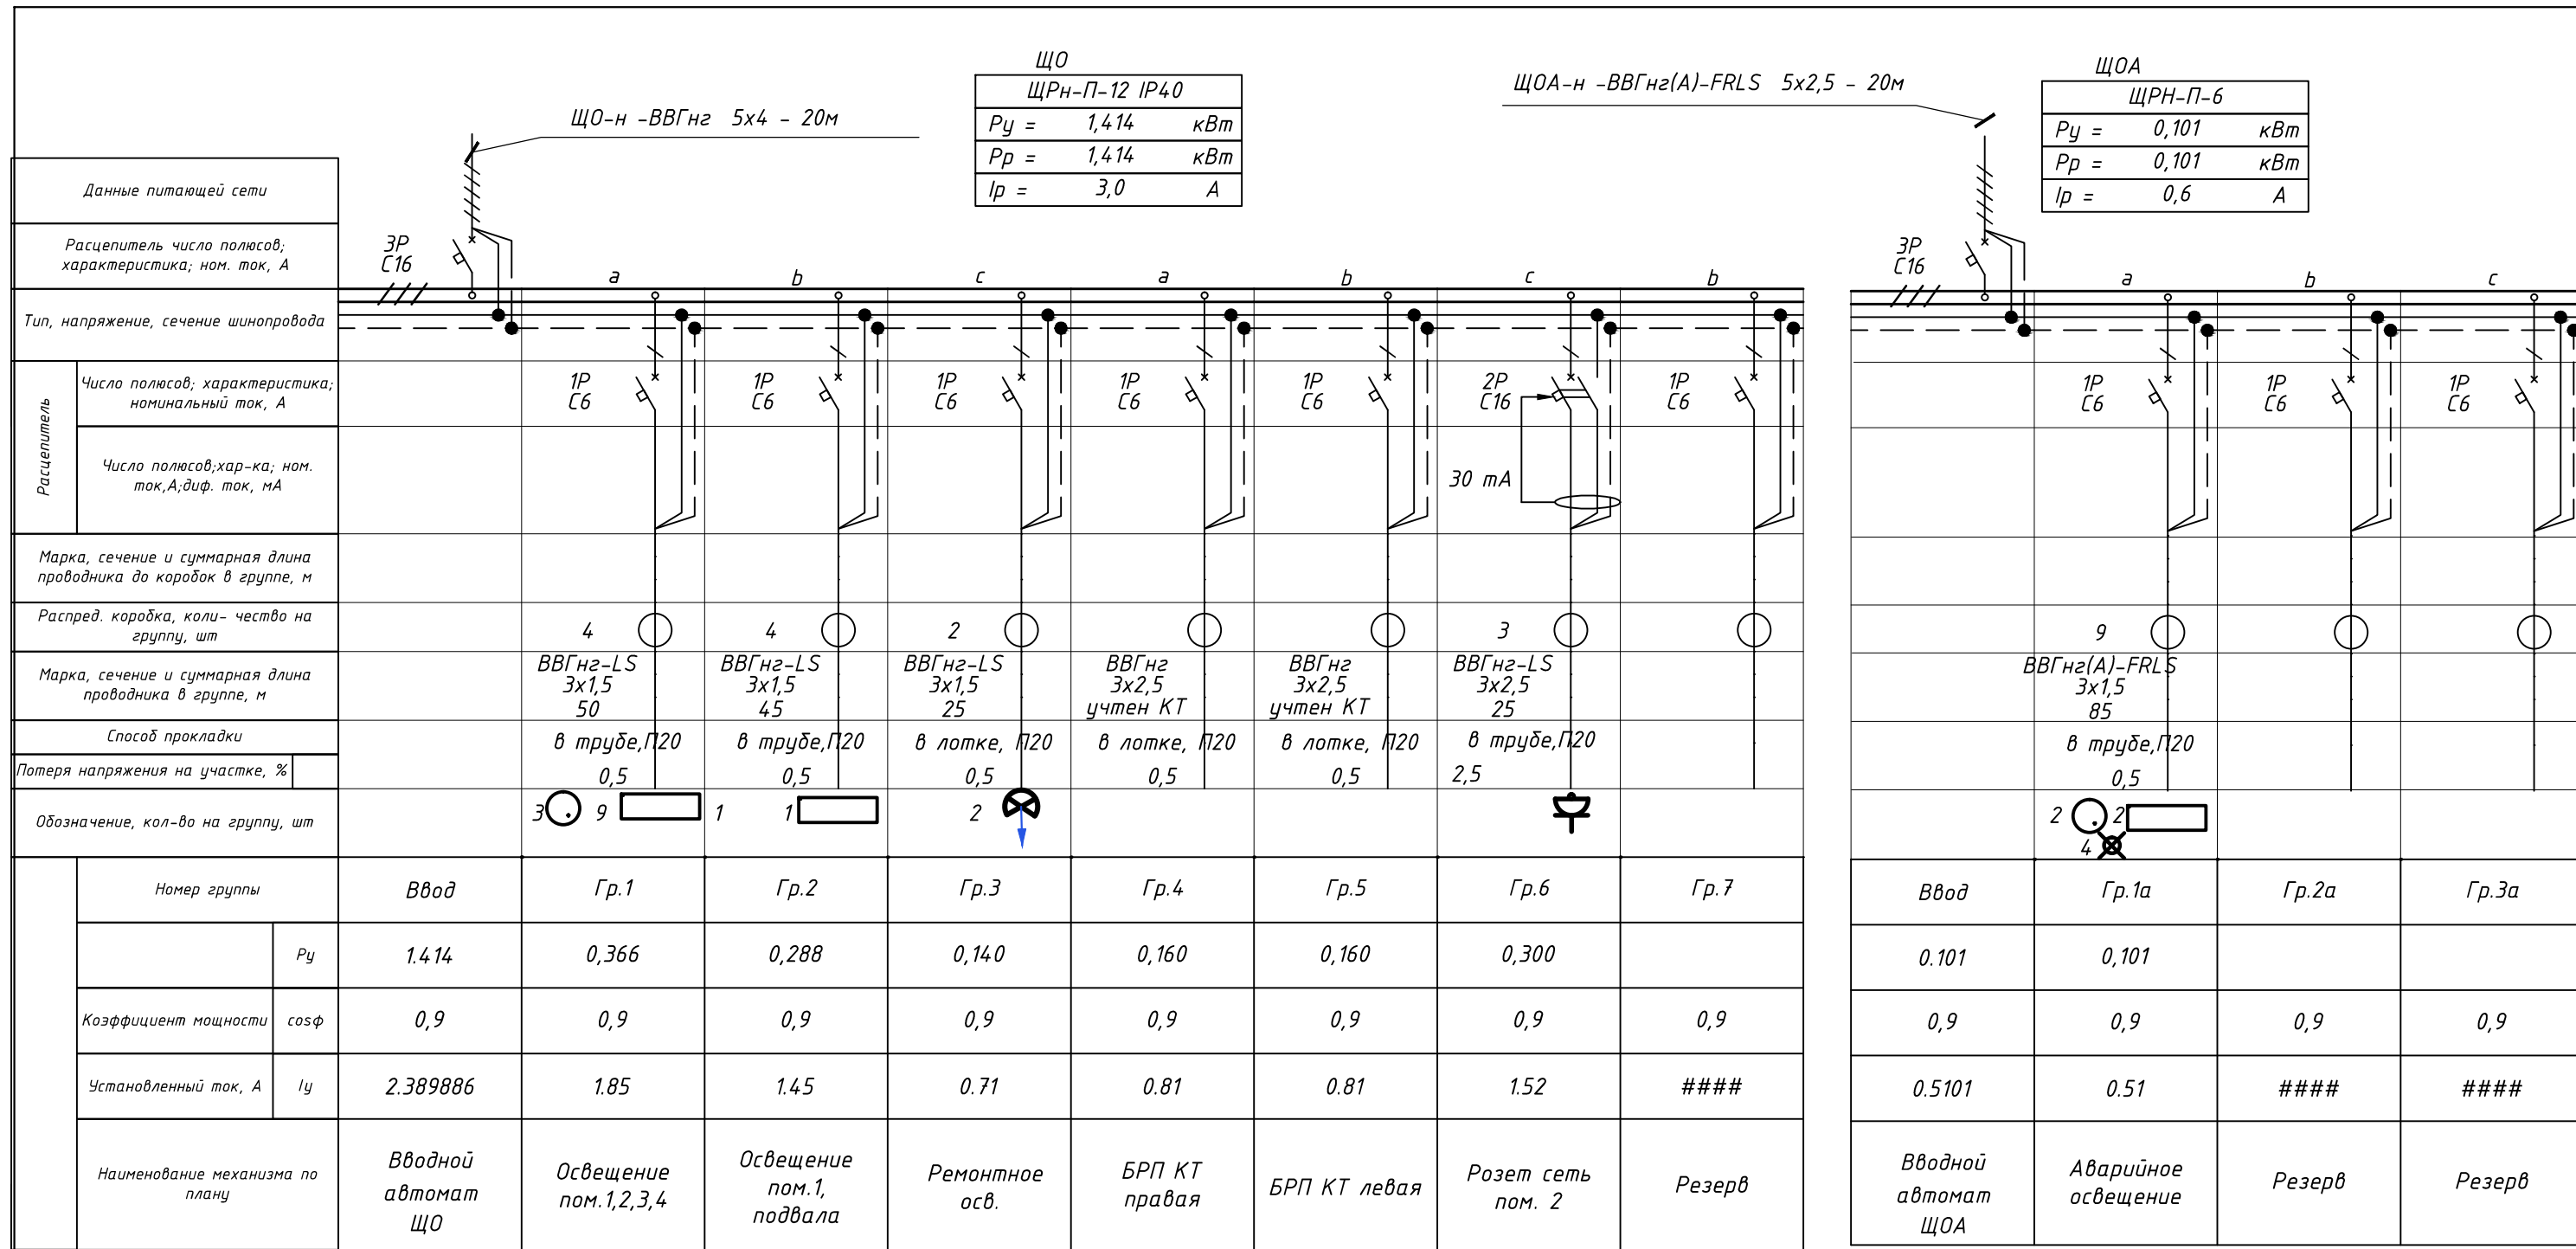 ЩО
ЩРн-П-12 IP40
Ру = 1,414 кВт
Рр = 1,414 кВт
Iр = 3,0 А
ЩО-н -ВВГнг 5х4 - 20м
ЩОА-н -ВВГнг(А)-FRLS 5х2,5 - 20м
ЩОА
ЩРН-П-6
Ру = 0,101 кВт
Рр = 0,101 кВт
Iр = 0,6 А
Данные питающей сети
Расцепитель число полюсов;
характеристика; ном. ток, А
3Р
С16
3Р
С16
a b c a b c b
a b c
Тип, напряжение, сечение шинопровода
Расцепитель
Число полюсов; характеристика;
номинальный ток, А
1Р 1Р 1Р 1Р 1Р 2Р 1Р 1Р 1Р 1Р
С6 С6 С6 С6 С6 С16 С6 С6 С6 С6
Число полюсов;хар-ка; ном.
ток,А;диф. ток, мА
30 mA
Марка, сечение и суммарная длина
проводника до коробок в группе, м
Распред. коробка, коли- чество на
группу, шт
4 4 2 3 9
Марка, сечение и суммарная длина
проводника в группе, м
ВВГнг-LS ВВГнг-LS ВВГнг-LS ВВГнг ВВГнг ВВГнг-LS ВВГнг(А)-FRLS
3х1,5 3х1,5 3х1,5 3х2,5 3х2,5 3х2,5 3х1,5
50 45 25 учтен КТ учтен КТ 25 85
Способ прокладки
в трубе,П20 в трубе,П20 в лотке, П20 в лотке, П20 в лотке, П20 в трубе,П20 в трубе,П20
Потеря напряжения на участке, %
0,5 0,5 0,5 0,5 0,5 2,5 0,5
Обозначение, кол-во на группу, шт
3 9 1 1 2 2 2
4
Номер группы
Ввод Гр.1 Гр.2 Гр.3 Гр.4 Гр.5 Гр.6 Гр.7 Ввод Гр.1а Гр.2а Гр.3а
Ру 1.414 0,366 0,288 0,140 0,160 0,160 0,300 0.101 0,101
Коэффициент мощности cosф 0,9 0,9 0,9 0,9 0,9 0,9 0,9 0,9 0,9 0,9 0,9 0,9
Установленный ток, А Iу 2.389886 1.85 1.45 0.71 0.81 0.81 1.52 #### 0.5101 0.51 #### ####
Наименование механизма по
плану
Вводной
автомат
ЩО
Освещение
пом.1,2,3,4
Освещение
пом.1,
подвала
Ремонтное
осв.
БРП КТ
правая
БРП КТ левая
Розет сеть
пом. 2
Резерв
Вводной
автомат
ЩОА
Аварийное
освещение
Резерв
Резерв